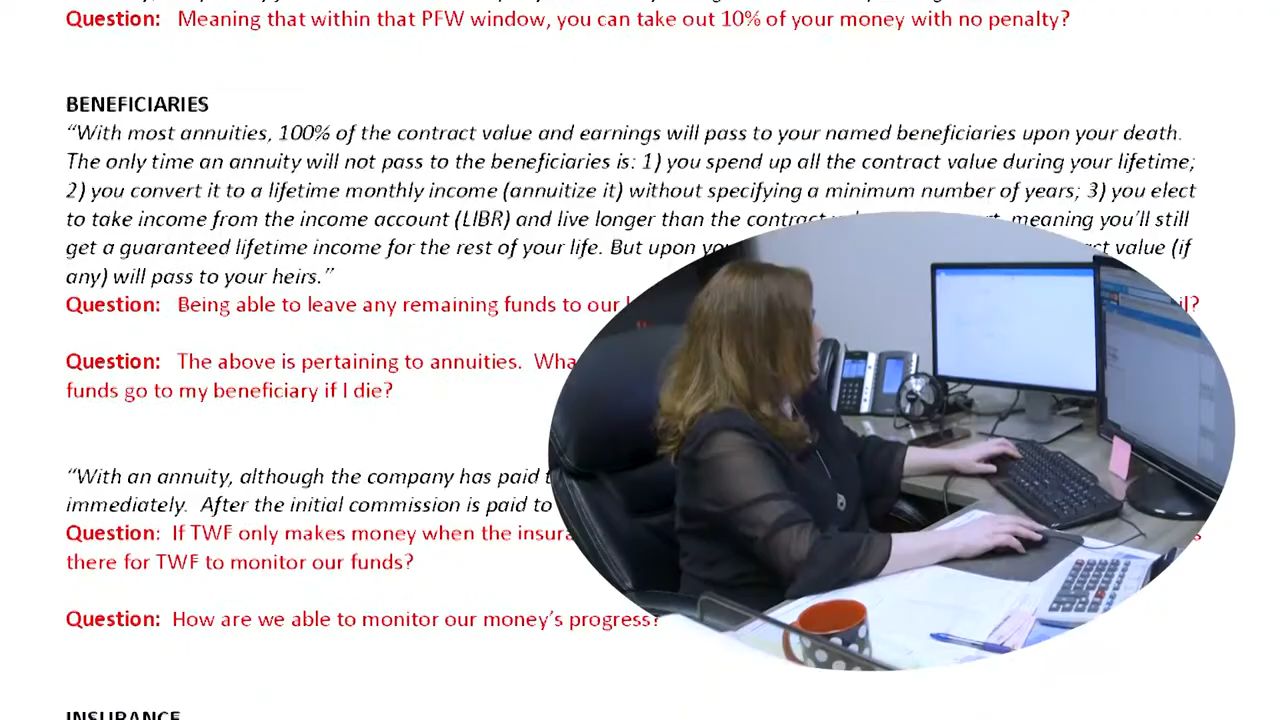 Question: Meaning that within that PFW window, you can take out 10% of your money with no penalty?
BENEFICIARIES
“With most annuities, 100% of the contract value and earnings will pass to your named beneficiaries upon your death.
The only time an annuity will not pass to the beneficiaries is: 1) you spend up all the contract value during your lifetime;
2) you convert it to a lifetime monthly income (annuitize it) without specifying a minimum number of years; 3) you elect
to take income from the income account (LIBR) and live longer than the contract meaning you’ll still
get a guaranteed lifetime income for the rest of your life. But upon value (if
any) will pass to your heirs.”
Question: Being able to leave any remaining funds to our
Question: The above is pertaining to annuities.
funds go to my beneficiary if I die?
“With an annuity, although the company has paid
immediately. After the initial commission is paid to
Question: If TWF only makes money when the
there for TWF to monitor our funds?
Question: How are we able to monitor our money’s progress?
INSURANCE